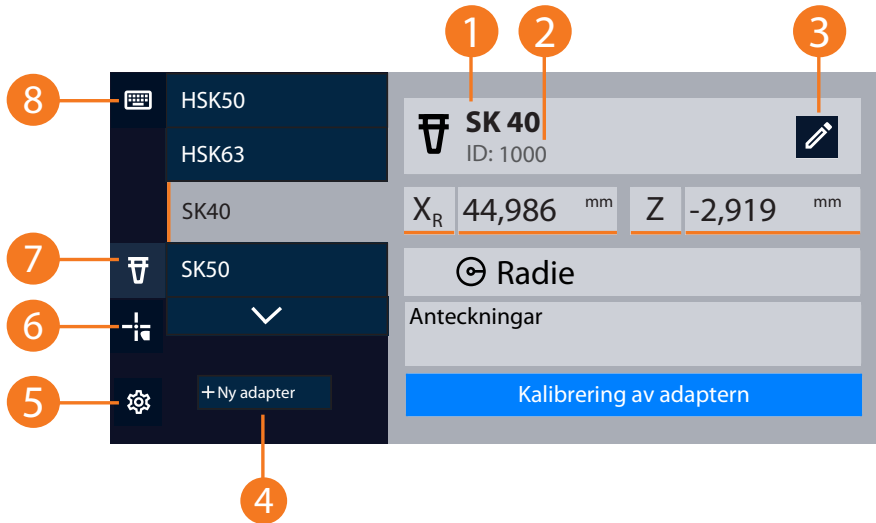 1
2
3
8
HSK50
HSK63
SK40
7
SK50
6
5
+Ny adapter
4
SK 40
ID: 1000
XR 44,986 mm Z -2,919 mm
Radie
Anteckningar
Kalibrering av adaptern